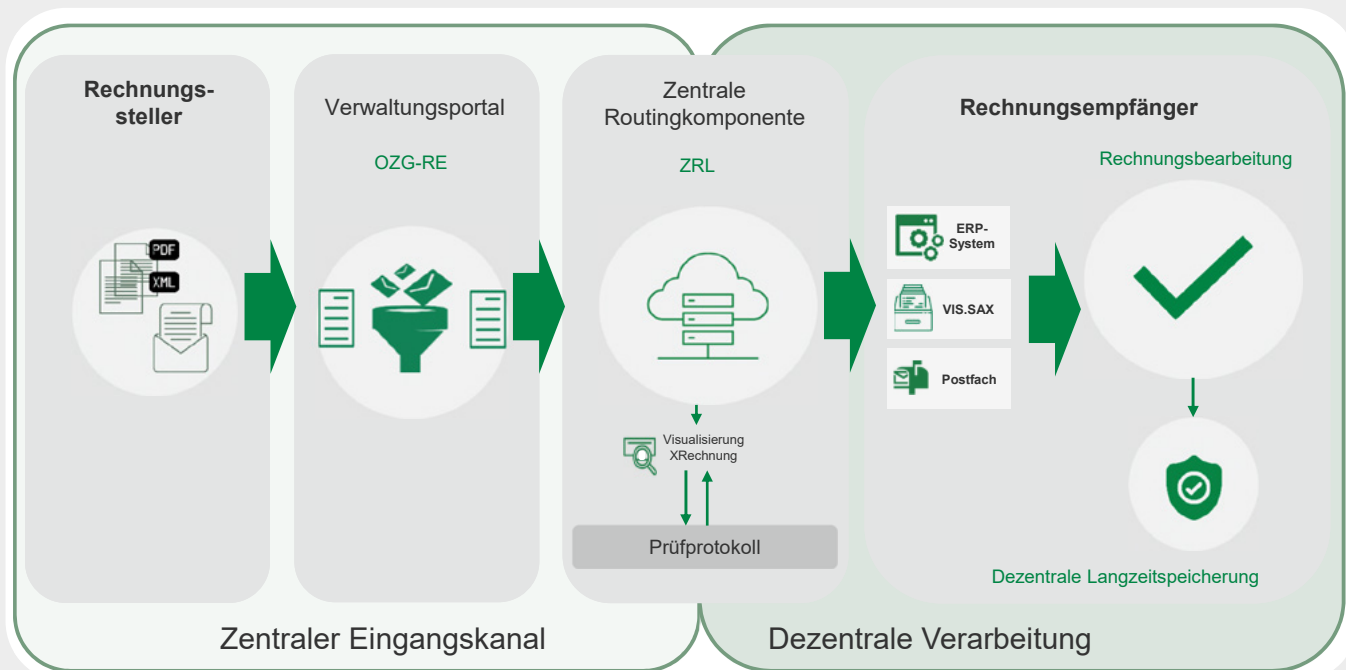 Rechnungs-
steller
PDF
XML
Verwaltungsportal
OZG-RE
Zentrale
Routingkomponente
ZRL
Visualisierung
XRechnung
Prüfprotokoll
Rechnungsempfänger
Rechnungsbearbeitung
ERP-
System
VIS.SAX
Postfach
Dezentrale Langzeitspeicherung
Zentraler Eingangskanal
Dezentrale Verarbeitung